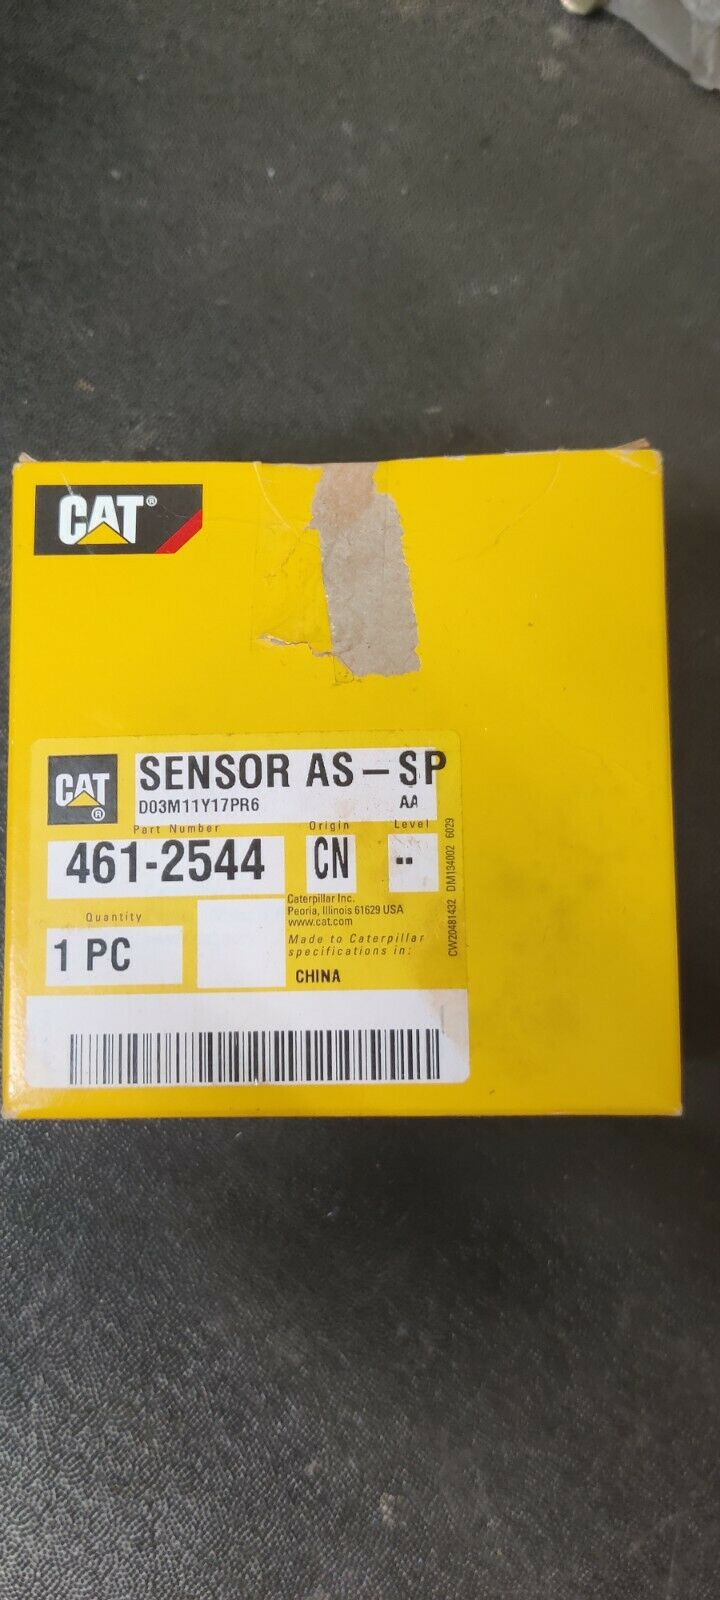 CAT®
CAT®
SENSOR AS-SP
D03M11Y17PR6 AA
Part Number Origin Level
461-2544 CN --
Quantity
1 PC
Caterpillar Inc.
Peoria, Illinois 61629 USA
www.cat.com
Made to Caterpillar
specifications in:
CHINA
CW20481432 DM134002 6029